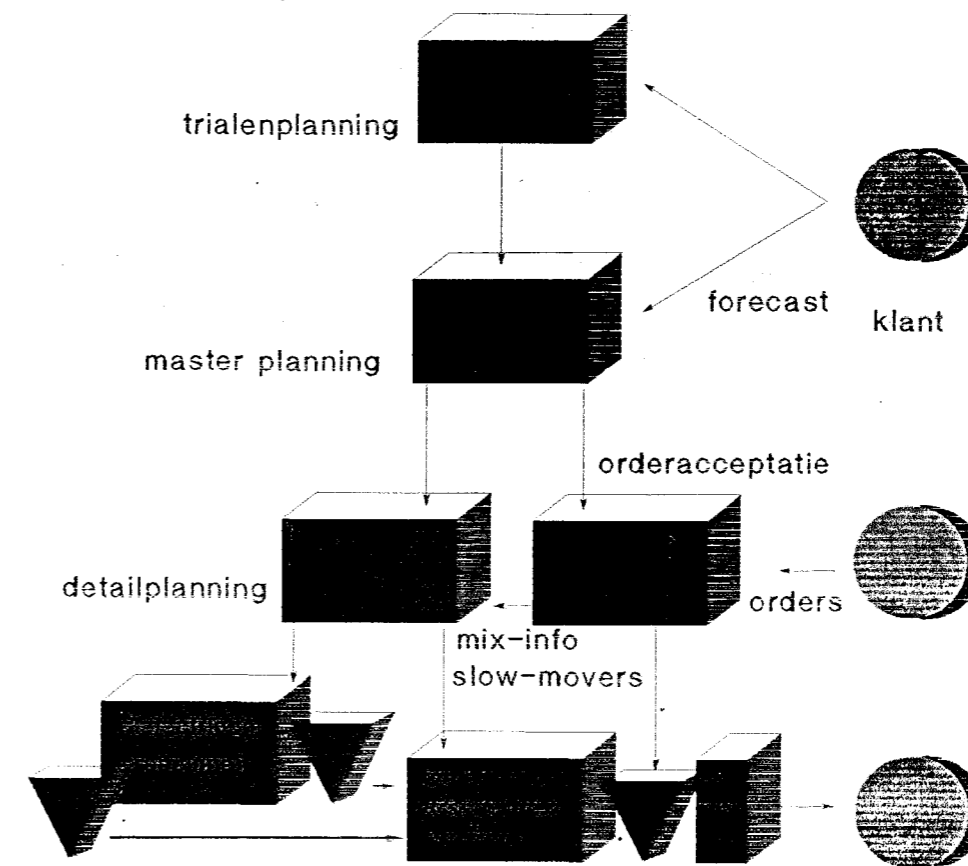 trialenplanning
forecast
klant
master planning
orderacceptatie
detailplanning
orders
mix-info
slow-movers